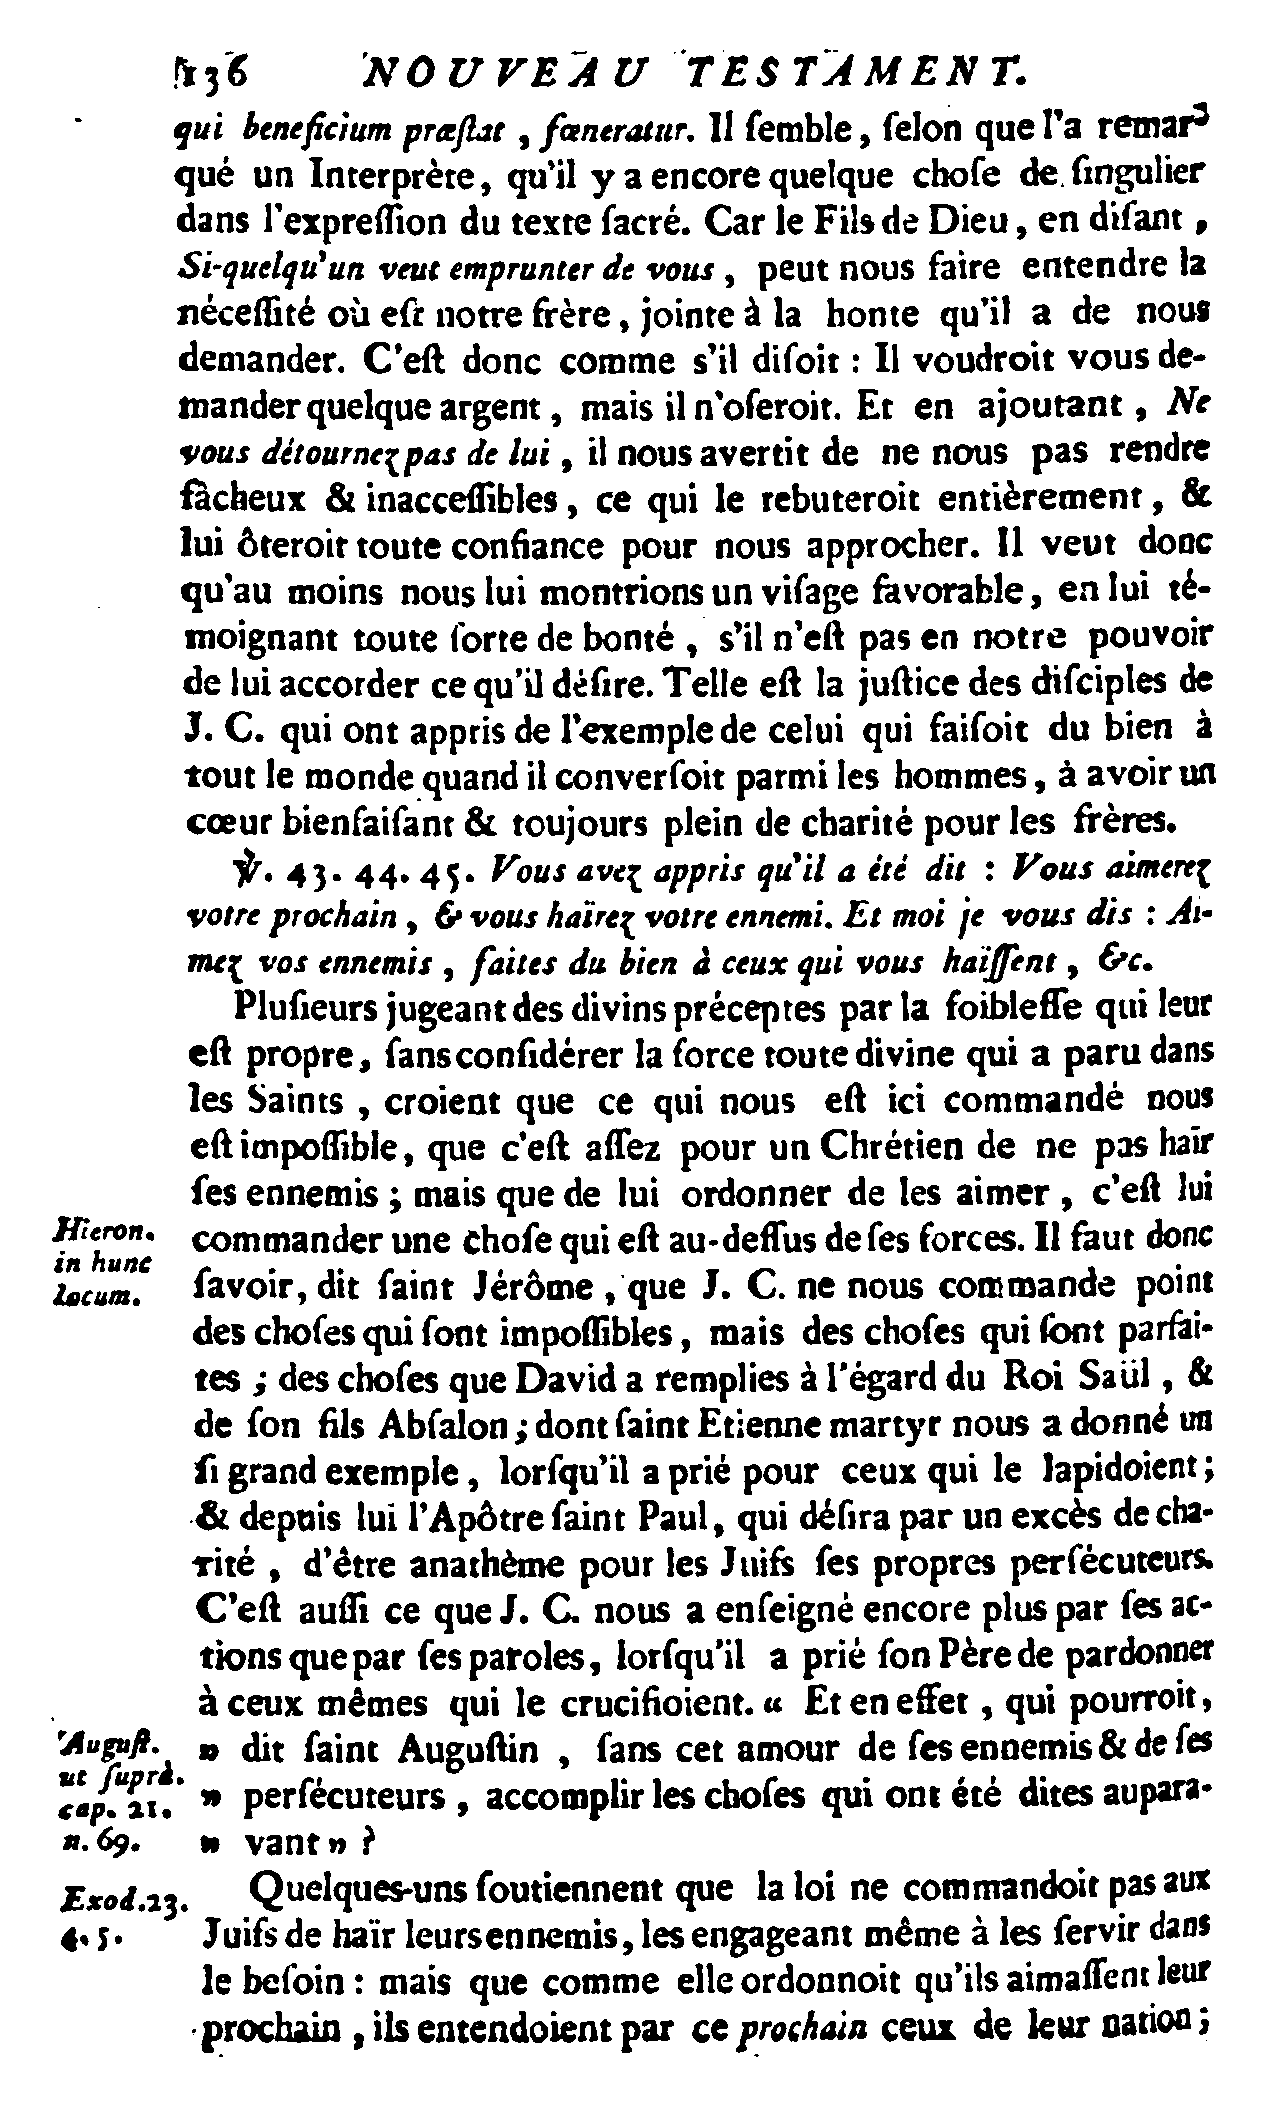 136 NOUVEAU TESTAMENT.
qui beneficium præſtat, fœneratur. Il ſemble, ſelon que l'a remar-
qué un Interprète, qu'il y a encore quelque choſe de ſingulier
dans l'expreſſion du texte ſacré. Car le Fils de Dieu, en diſant,
Si-quelqu'un veut emprunter de vous, peut nous faire entendre la
néceſſité où eſt notre frère, jointe à la honte qu'il a de nous
demander. C'eſt donc comme s'il diſoit : Il voudroit vous de-
mander quelque argent, mais il n'oſeroit. Et en ajoutant, Ne
vous détournez pas de lui, il nous avertit de ne nous pas rendre
fâcheux & inacceſſibles, ce qui le rebuteroit entièrement, &
lui ôteroit toute confiance pour nous approcher. Il veut donc
qu'au moins nous lui montrions un viſage favorable, en lui té-
moignant toute ſorte de bonté, s'il n'eſt pas en notre pouvoir
de lui accorder ce qu'il déſire. Telle eſt la juſtice des diſciples de
J. C. qui ont appris de l'exemple de celui qui faiſoit du bien à
tout le monde quand il converſoit parmi les hommes, à avoir un
cœur bienfaiſant & toujours plein de charité pour les frères.
℣. 43. 44. 45. Vous avez appris qu'il a été dit : Vous aimerez
votre prochain, & vous haïrez votre ennemi. Et moi je vous dis : Ai-
mez vos ennemis, faites du bien à ceux qui vous haïſſent, &c.
Pluſieurs jugeant des divins préceptes par la foibleſſe qui leur
eſt propre, ſans conſidérer la force toute divine qui a paru dans
les Saints, croient que ce qui nous eſt ici commandé nous
eſt impoſſible, que c'eſt aſſez pour un Chrétien de ne pas haïr
ſes ennemis ; mais que de lui ordonner de les aimer, c'eſt lui
Hieron.
in hunc
locum.
commander une choſe qui eſt au-deſſus de ſes forces. Il faut donc
ſavoir, dit ſaint Jérôme, que J. C. ne nous commande point
des choſes qui ſont impoſſibles, mais des choſes qui ſont parfai-
tes ; des choſes que David a remplies à l'égard du Roi Saül, &
de ſon fils Abſalon ; dont ſaint Etienne martyr nous a donné un
ſi grand exemple, lorſqu'il a prié pour ceux qui le lapidoient ;
& depuis lui l'Apôtre ſaint Paul, qui déſira par un excès de cha-
rité, d'être anathème pour les Juifs ſes propres perſécuteurs.
C'eſt auſſi ce que J. C. nous a enſeigné encore plus par ſes ac-
tions que par ſes paroles, lorſqu'il a prié ſon Père de pardonner
à ceux mêmes qui le crucifioient. « Et en effet, qui pourroit,
Auguſt.
ut ſuprà.
cap. 21.
n. 69.
» dit ſaint Auguſtin, ſans cet amour de ſes ennemis & de ſes
» perſécuteurs, accomplir les choſes qui ont été dites aupara-
» vant » ?
Exod. 23.
4. 5.
Quelques-uns ſoutiennent que la loi ne commandoit pas aux
Juifs de haïr leurs ennemis, les engageant même à les ſervir dans
le beſoin : mais que comme elle ordonnoit qu'ils aimaſſent leur
prochain, ils entendoient par ce prochain ceux de leur nation ;